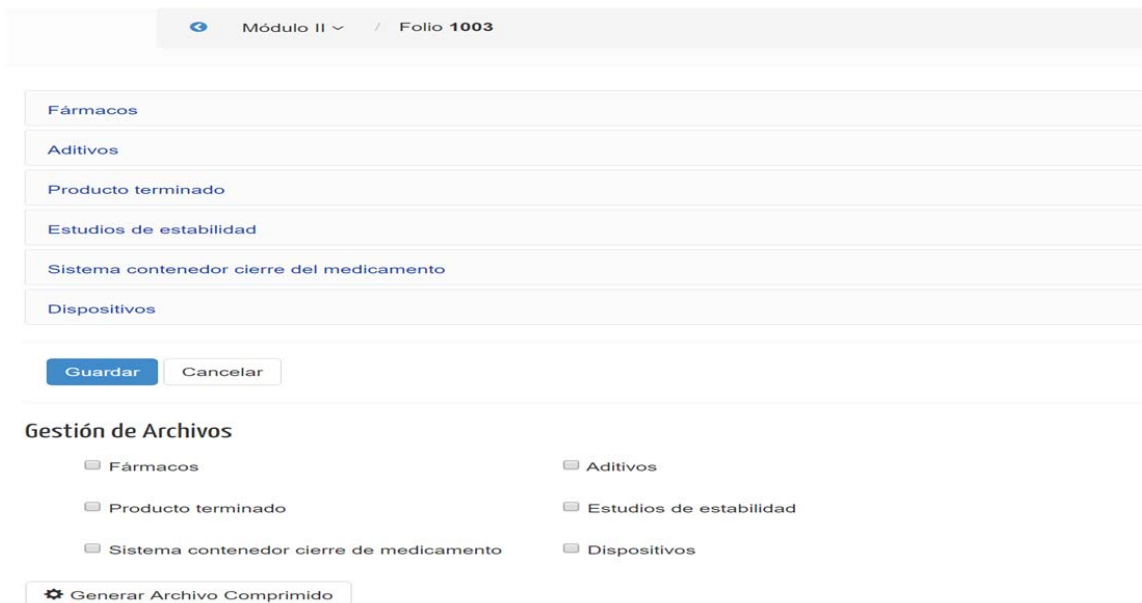 Módulo II / Folio 1003
Fármacos
Aditivos
Producto terminado
Estudios de estabilidad
Sistema contenedor cierre del medicamento
Dispositivos
Guardar Cancelar
Gestión de Archivos
Fármacos Aditivos
Producto terminado Estudios de estabilidad
Sistema contenedor cierre de medicamento Dispositivos
Generar Archivo Comprimido